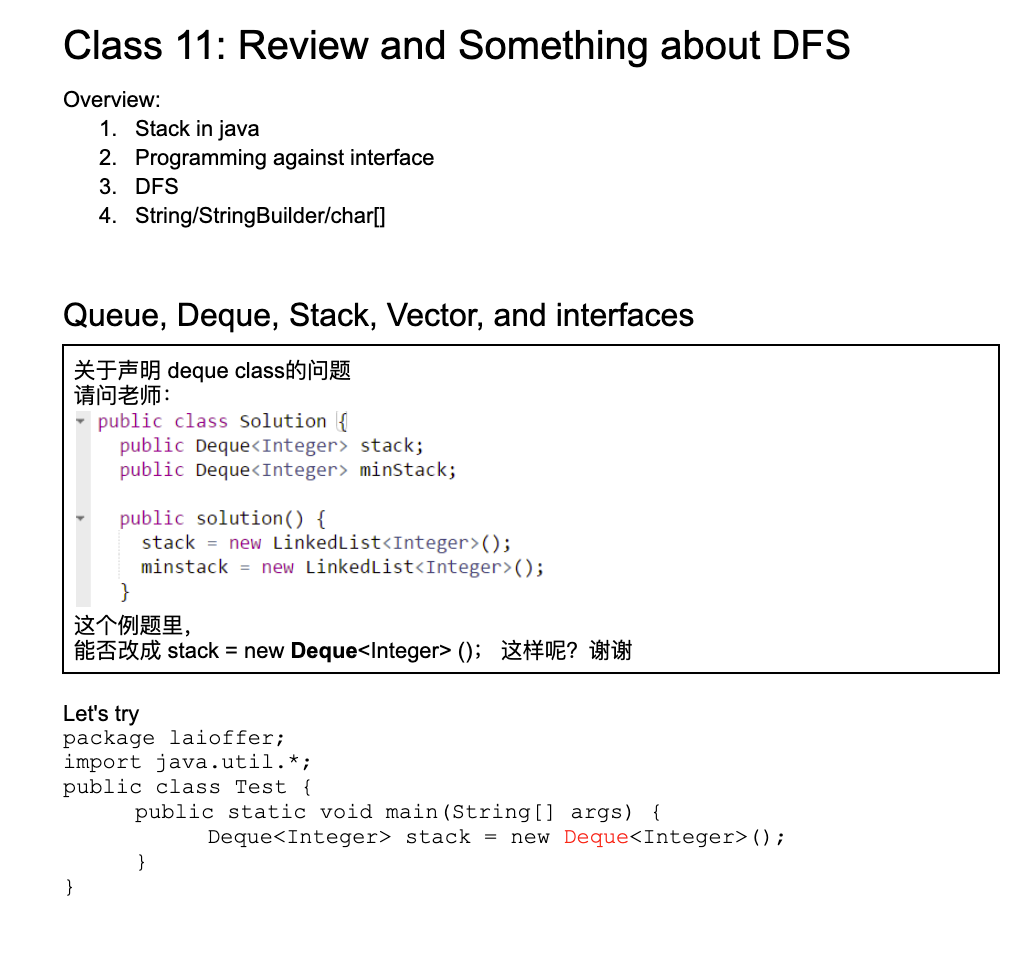 Class 11: Review and Something about DFS
Overview:
1. Stack in java
2. Programming against interface
3. DFS
4. String/StringBuilder/char[]
Queue, Deque, Stack, Vector, and interfaces
关于声明 deque class的问题
请问老师：
public class Solution {
public Deque<Integer> stack;
public Deque<Integer> minStack;
public solution() {
stack = new LinkedList<Integer>();
minstack = new LinkedList<Integer>();
}
这个例题里，
能否改成 stack = new Deque<Integer> ()； 这样呢？谢谢
Let's try
package laioffer;
import java.util.*;
public class Test {
public static void main(String[] args) {
Deque<Integer> stack = new Deque<Integer>();
}
}